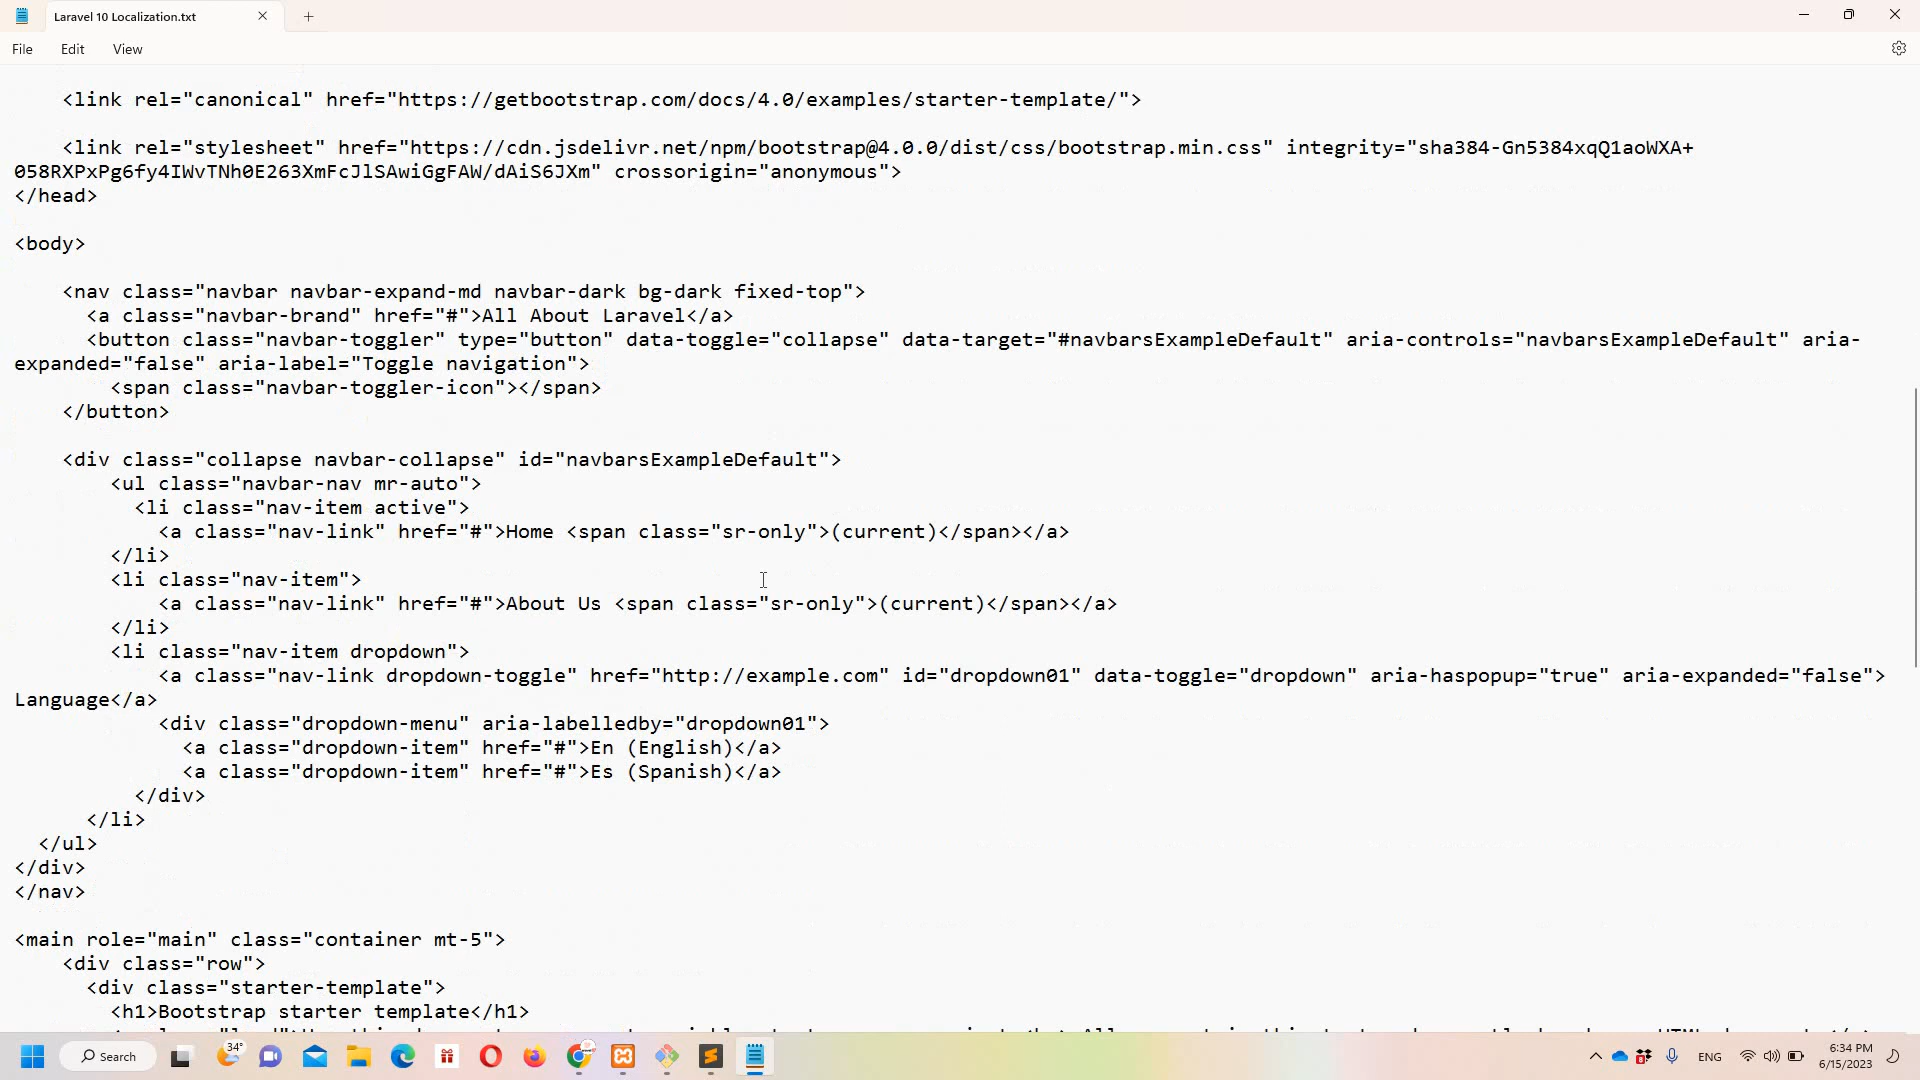 Laravel 10 Localization.txt
File Edit View
<link rel="canonical" href="https://getbootstrap.com/docs/4.0/examples/starter-template/">
<link rel="stylesheet" href="https://cdn.jsdelivr.net/npm/bootstrap@4.0.0/dist/css/bootstrap.min.css" integrity="sha384-Gn5384xqQ1aoWXA+
058RXPxPg6fy4IWvTNh0E263XmFcJlSAwiGgFAW/dAiS6JXm" crossorigin="anonymous">
</head>
<body>
<nav class="navbar navbar-expand-md navbar-dark bg-dark fixed-top">
<a class="navbar-brand" href="#">All About Laravel</a>
<button class="navbar-toggler" type="button" data-toggle="collapse" data-target="#navbarsExampleDefault" aria-controls="navbarsExampleDefault" aria-
expanded="false" aria-label="Toggle navigation">
<span class="navbar-toggler-icon"></span>
</button>
<div class="collapse navbar-collapse" id="navbarsExampleDefault">
<ul class="navbar-nav mr-auto">
<li class="nav-item active">
<a class="nav-link" href="#">Home <span class="sr-only">(current)</span></a>
</li>
<li class="nav-item">
<a class="nav-link" href="#">About Us <span class="sr-only">(current)</span></a>
</li>
<li class="nav-item dropdown">
<a class="nav-link dropdown-toggle" href="http://example.com" id="dropdown01" data-toggle="dropdown" aria-haspopup="true" aria-expanded="false">
Language</a>
<div class="dropdown-menu" aria-labelledby="dropdown01">
<a class="dropdown-item" href="#">En (English)</a>
<a class="dropdown-item" href="#">Es (Spanish)</a>
</div>
</li>
</ul>
</div>
</nav>
<main role="main" class="container mt-5">
<div class="row">
<div class="starter-template">
<h1>Bootstrap starter template</h1>
Search
34°
ENG
6:34 PM
6/15/2023